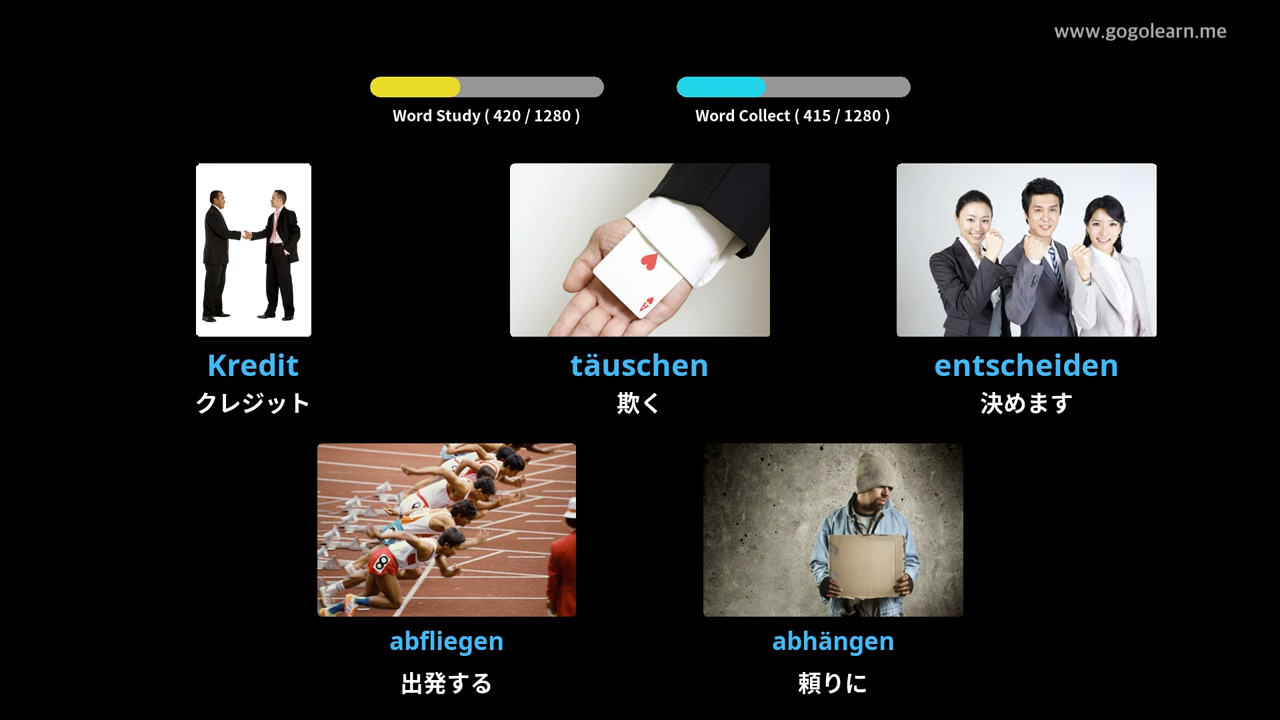 www.gogolearn.me
Word Study ( 420 / 1280 )
Word Collect ( 415 / 1280 )
Kredit
クレジット
täuschen
欺く
entscheiden
決めます
abfliegen
出発する
abhängen
頼りに